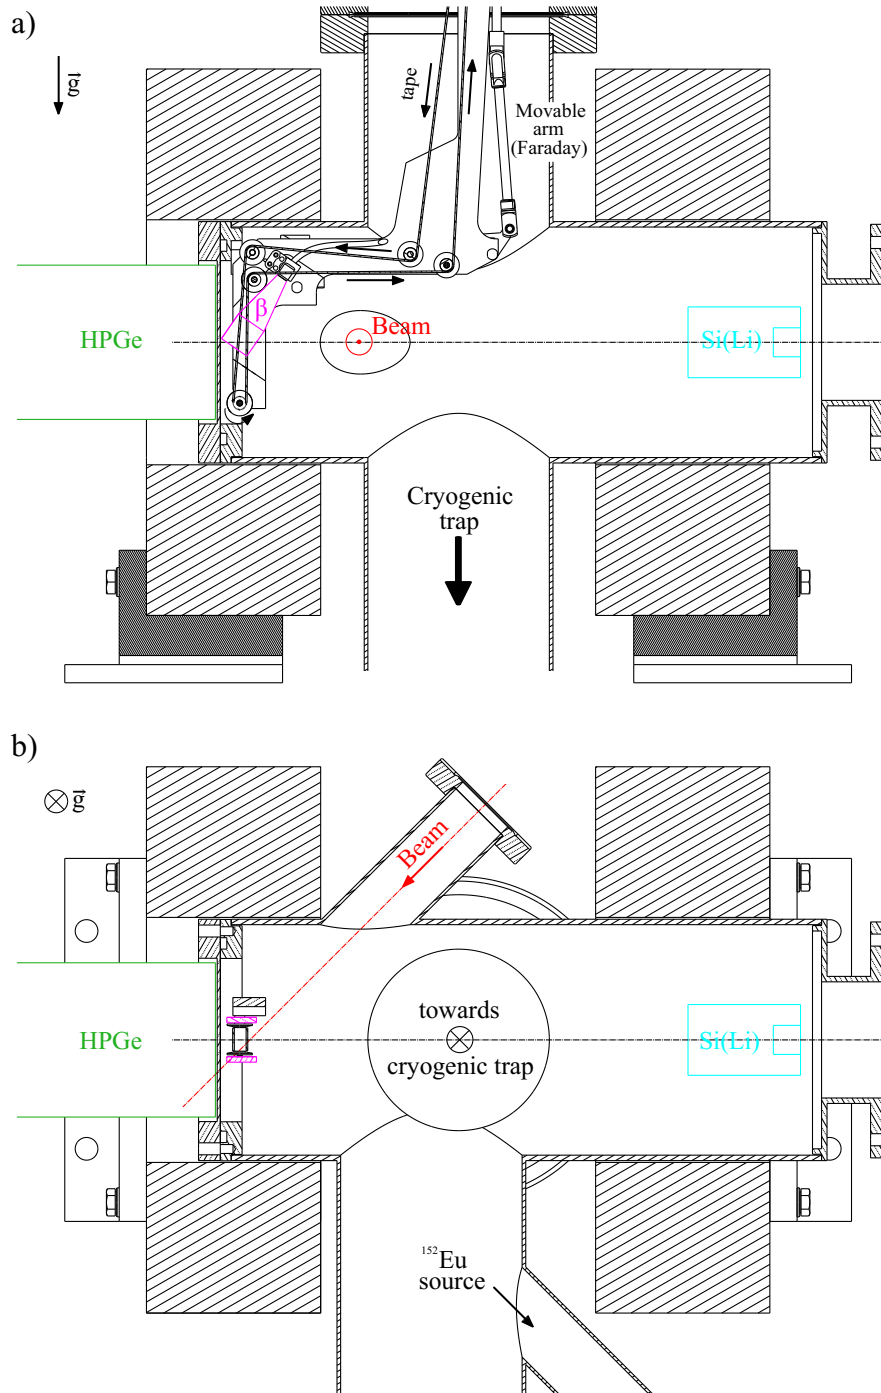 a)
g
tape
Movable
arm
(Faraday)
β
HPGe
Beam
Si(Li)
Cryogenic
trap
b)
g
Beam
HPGe
towards
cryogenic trap
Si(Li)
¹⁵²Eu
source